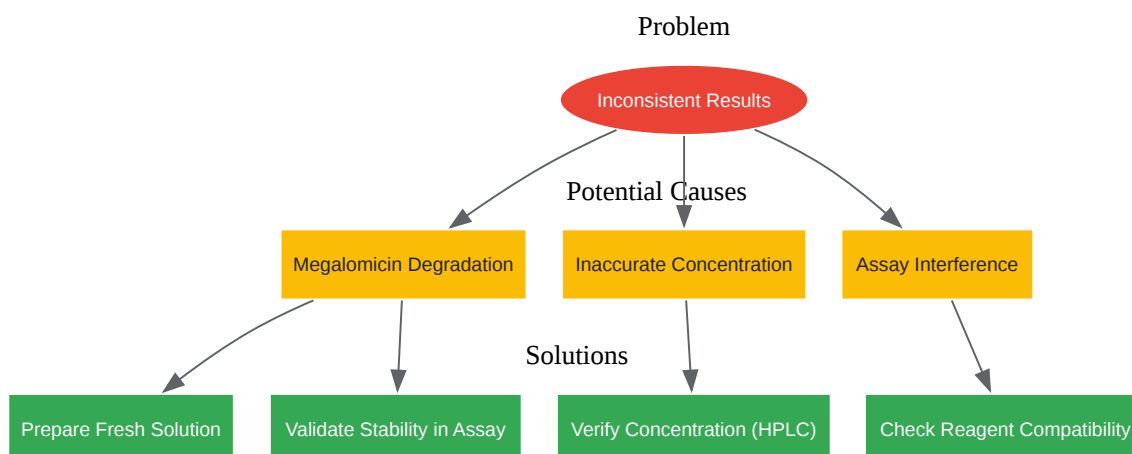 Problem
Inconsistent Results
Potential Causes
Megalomicin Degradation
Inaccurate Concentration
Assay Interference
Solutions
Prepare Fresh Solution
Validate Stability in Assay
Verify Concentration (HPLC)
Check Reagent Compatibility